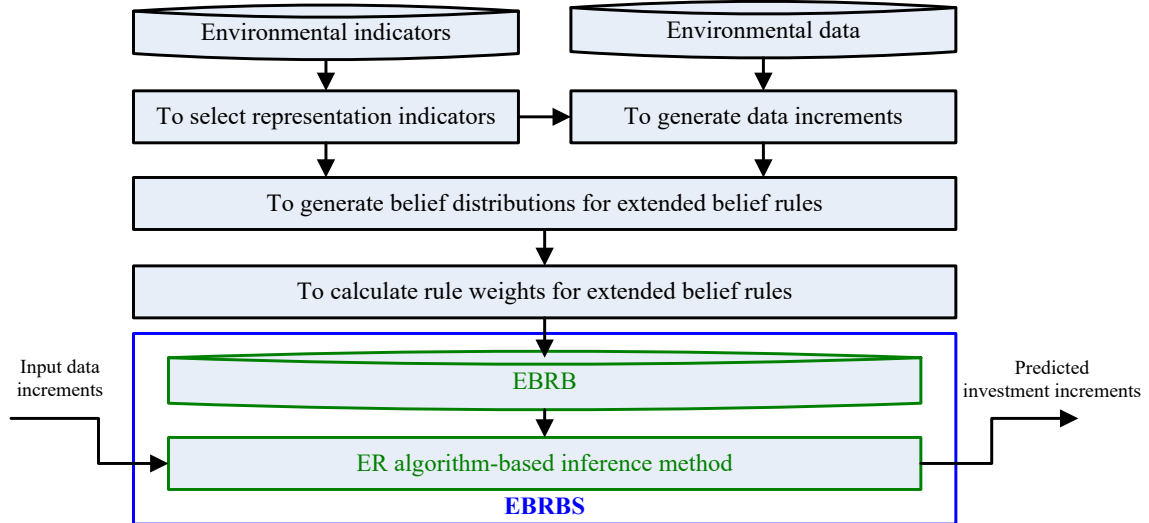 Environmental indicators
Environmental data
To select representation indicators
To generate data increments
To generate belief distributions for extended belief rules
To calculate rule weights for extended belief rules
Input data
increments
EBRB
Predicted
investment increments
ER algorithm-based inference method
EBRBS